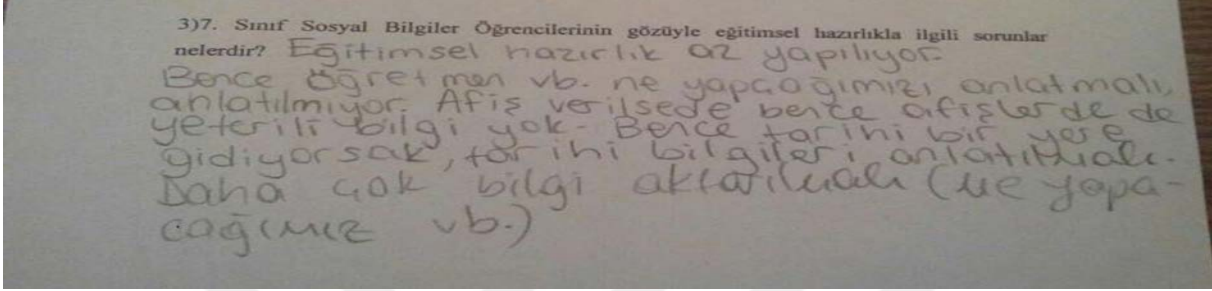 3)7. Sınıf Sosyal Bilgiler Öğrencilerinin gözüyle eğitimsel hazırlıkla ilgili sorunlar
nelerdir? Eğitimsel hazırlık az yapılıyor.
Bence öğretmen vb. ne yapcağımızı anlatmalı,
anlatılmıyor. Afiş verilsede bence afişlerde de
yeterili bilgi yok. Bence tarihi bir yere
gidiyorsak, tarihi bilgileri anlatılmalı.
Daha çok bilgi aktarılmalı (ne yapa-
cağımız vb.)